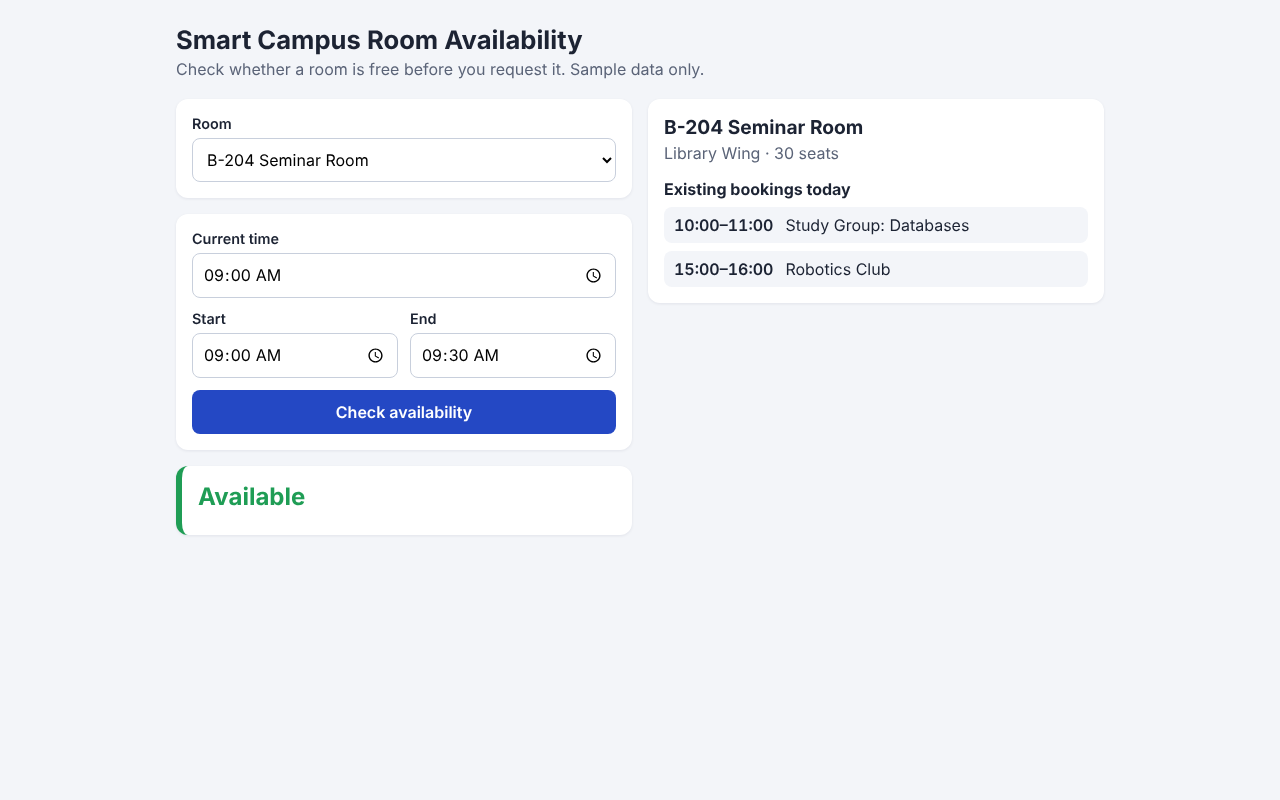 Smart Campus Room Availability
Check whether a room is free before you request it. Sample data only.
Room
B-204 Seminar Room
Current time
09:00 AM
Start
End
09:00 AM
09:30 AM
Check availability
Available
B-204 Seminar Room
Library Wing · 30 seats
Existing bookings today
10:00–11:00 Study Group: Databases
15:00–16:00 Robotics Club